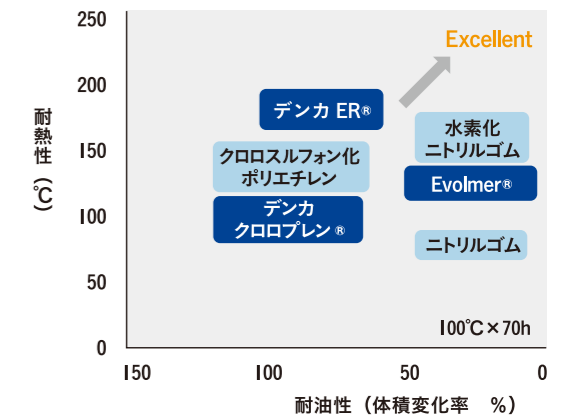 250
200
150
100
50
0
耐熱性（℃）
Excellent
デンカ ER®
水素化
ニトリルゴム
クロロスルフォン化
ポリエチレン
Evolmer®
デンカ
クロロプレン®
ニトリルゴム
100℃×70h
150
100
50
0
耐油性（体積変化率　%）